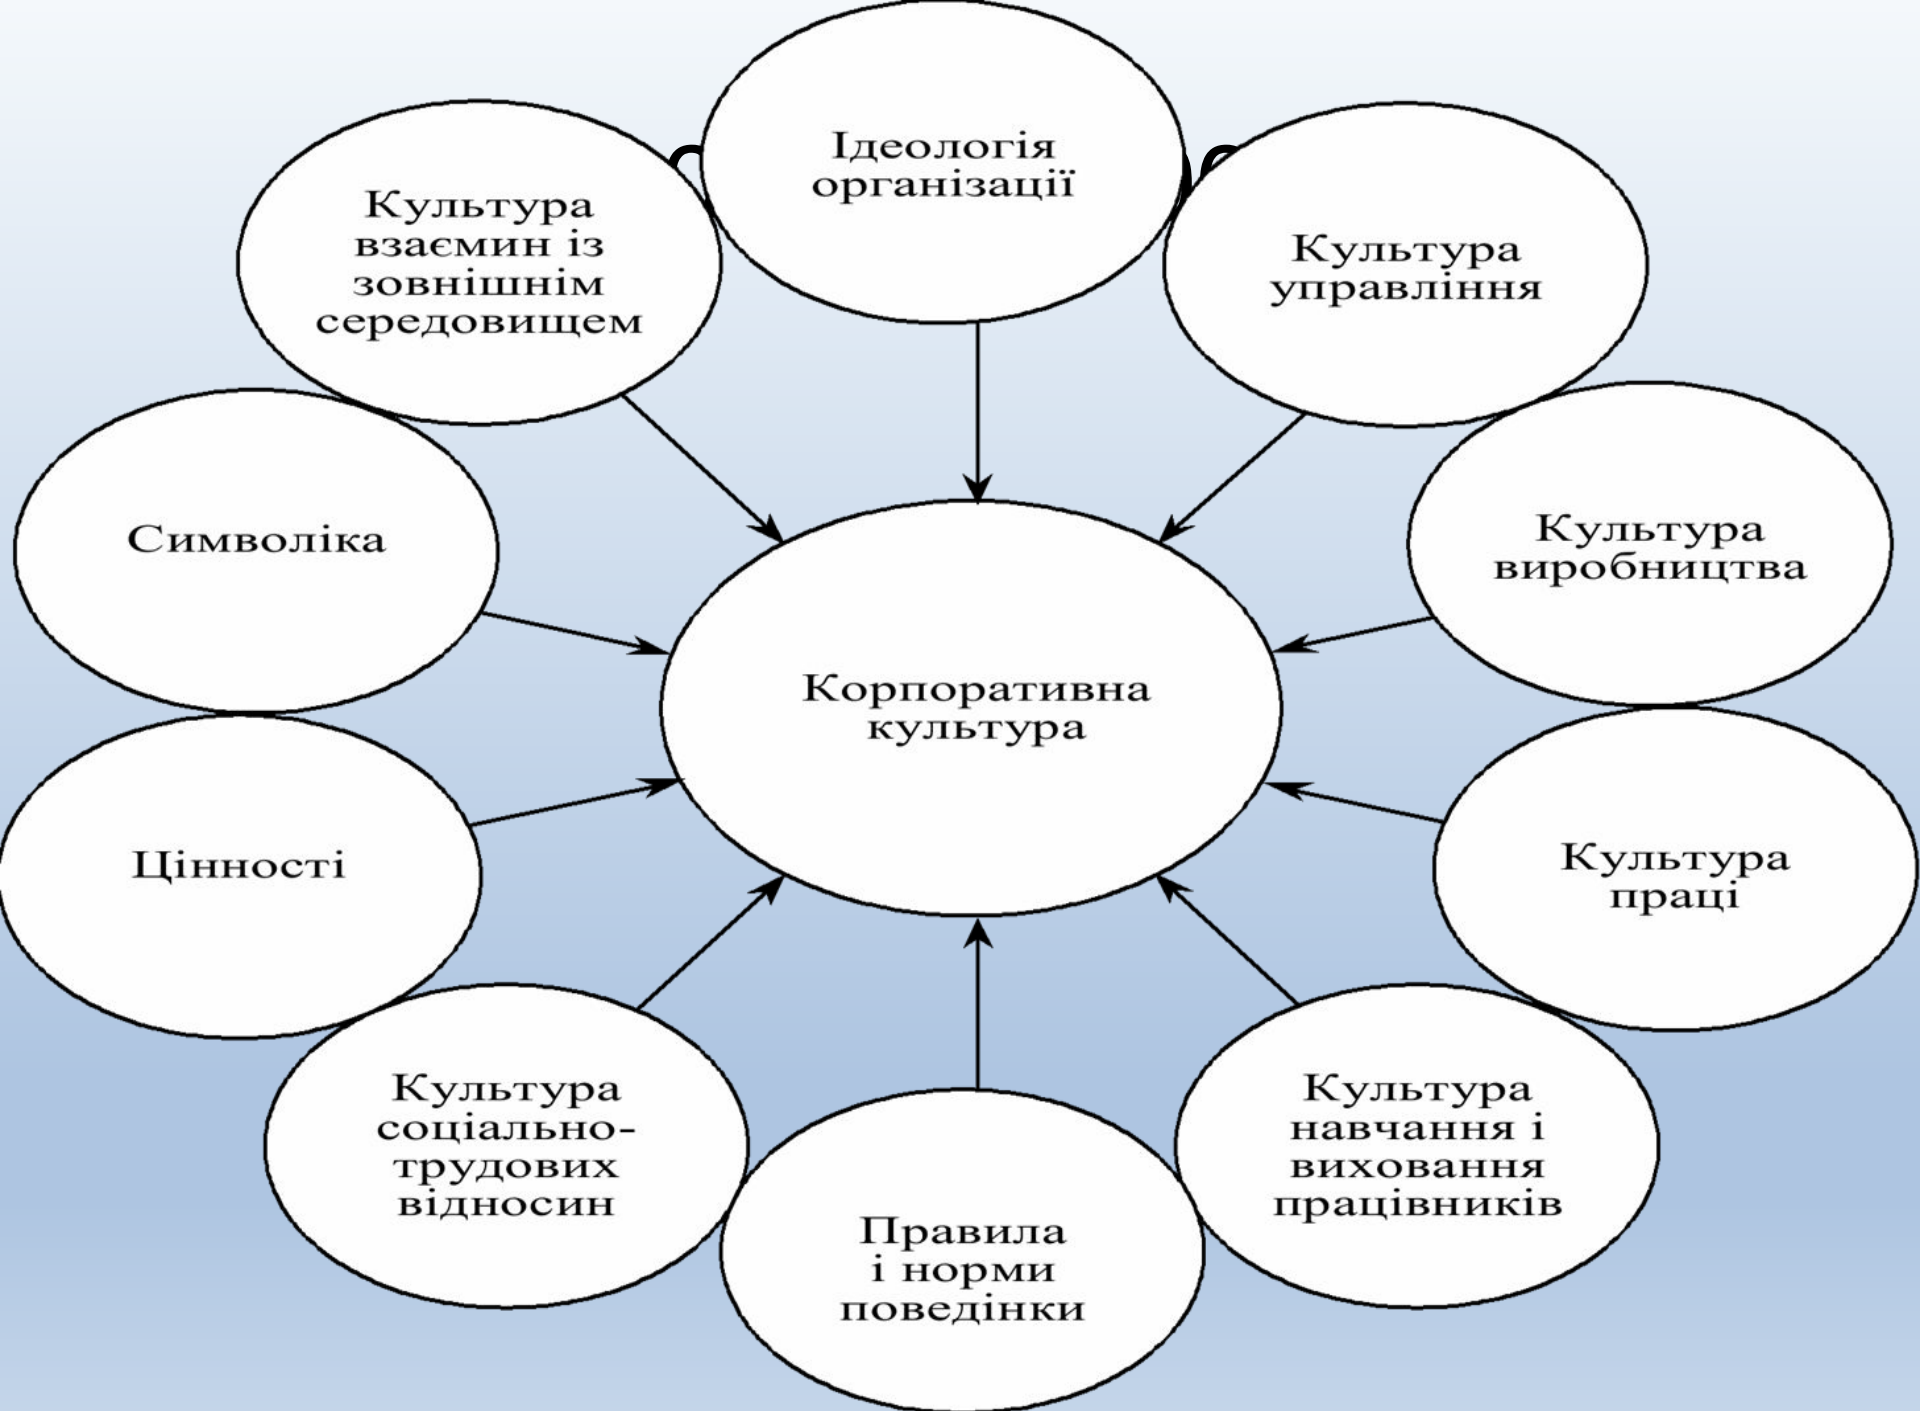 Ідеологія
організації
Культура
управління
Культура
виробництва
Культура
праці
Культура
навчання і
виховання
працівників
Правила
і норми
поведінки
Культура
соціально-
трудових
відносин
Цінності
Символіка
Культура
взаємин із
зовнішнім
середовищем
Корпоративна
культура